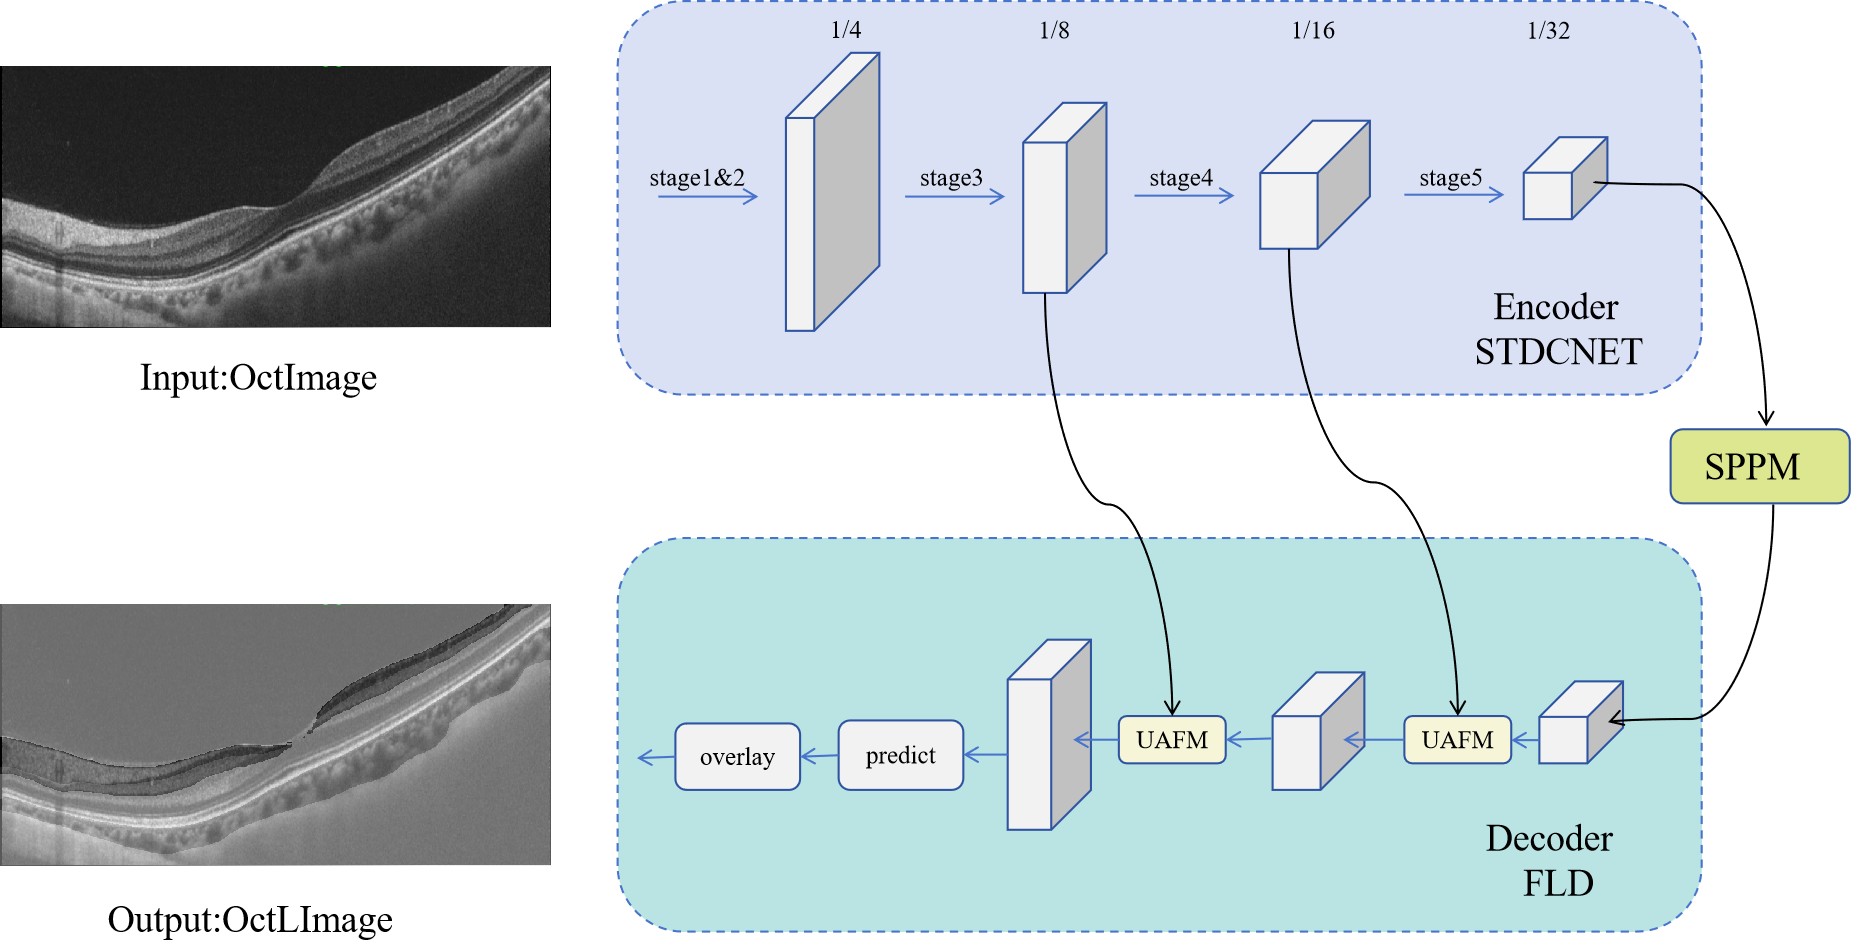 1/4
1/8
1/16
1/32
stage1&2
stage3
stage4
stage5
Encoder
STDCNET
Input:OctImage
SPPM
overlay
predict
UAFM
UAFM
Decoder
FLD
Output:OctLImage